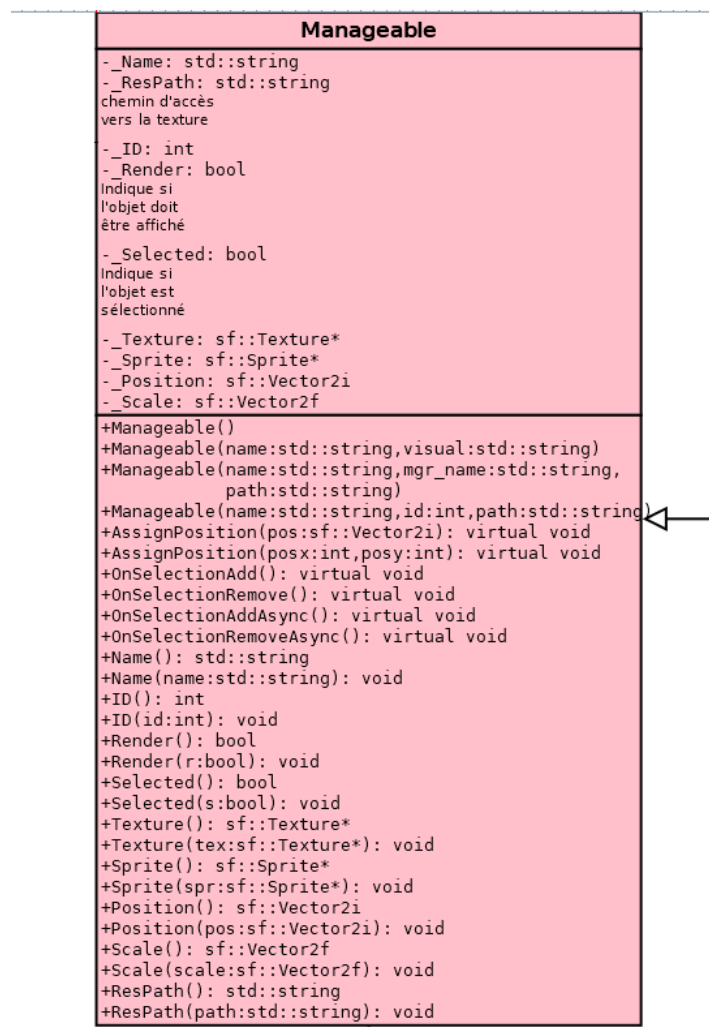 Manageable
-_Name: std::string
-_ResPath: std::string
chemin d'accès
vers la texture
-_ID: int
-_Render: bool
Indique si
l'objet doit
être affiché
-_Selected: bool
Indique si
l'objet est
sélectionné
-_Texture: sf::Texture*
-_Sprite: sf::Sprite*
-_Position: sf::Vector2i
-_Scale: sf::Vector2f
+Manageable()
+Manageable(name:std::string,visual:std::string)
+Manageable(name:std::string,mgr_name:std::string,
path:std::string)
+Manageable(name:std::string,id:int,path:std::string)
+AssignPosition(pos:sf::Vector2i): virtual void
+AssignPosition(posx:int,posy:int): virtual void
+OnSelectionAdd(): virtual void
+OnSelectionRemove(): virtual void
+OnSelectionAddAsync(): virtual void
+OnSelectionRemoveAsync(): virtual void
+Name(): std::string
+Name(name:std::string): void
+ID(): int
+ID(id:int): void
+Render(): bool
+Render(r:bool): void
+Selected(): bool
+Selected(s:bool): void
+Texture(): sf::Texture*
+Texture(tex:sf::Texture*): void
+Sprite(): sf::Sprite*
+Sprite(spr:sf::Sprite*): void
+Position(): sf::Vector2i
+Position(pos:sf::Vector2i): void
+Scale(): sf::Vector2f
+Scale(scale:sf::Vector2f): void
+ResPath(): std::string
+ResPath(path:std::string): void